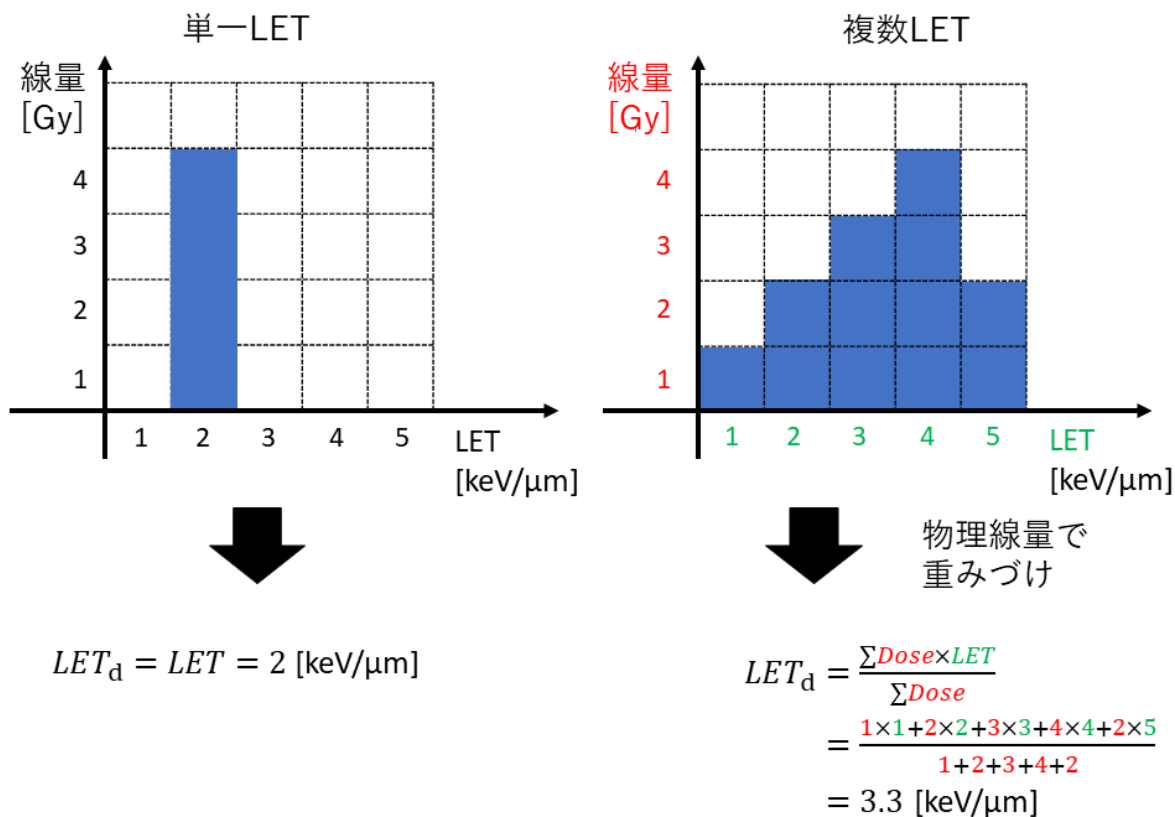 単一LET
線量
[Gy]
4
3
2
1
1 2 3 4 5 LET
[keV/μm]
LET_d = LET = 2 [keV/μm]
複数LET
線量
[Gy]
4
3
2
1
1 2 3 4 5 LET
[keV/μm]
物理線量で
重みづけ
LET_d = ∑Dose×LET / ∑Dose
= 1×1+2×2+3×3+4×4+2×5 / 1+2+3+4+2
= 3.3 [keV/μm]